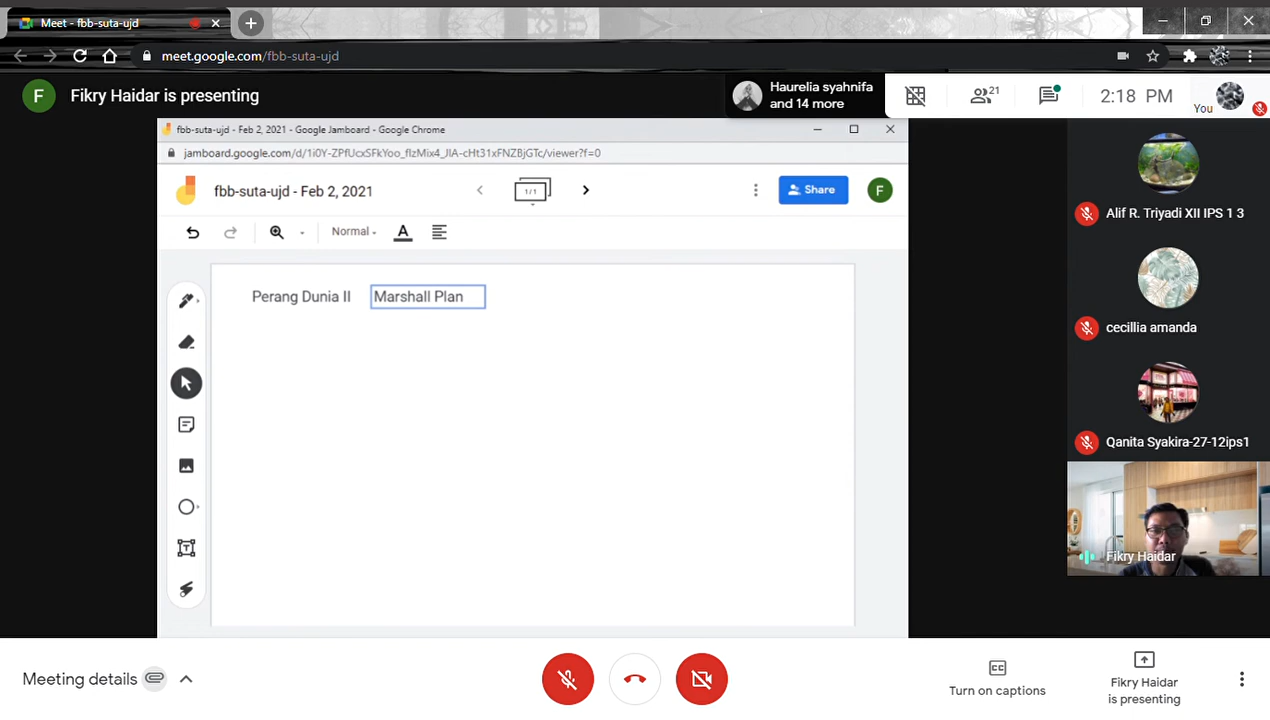 Meet - fbb-suta-ujd
meet.google.com/fbb-suta-ujd
F
Fikry Haidar is presenting
Haurelia syahnifa
and 14 more
21
2:18 PM
You
fbb-suta-ujd - Feb 2, 2021 - Google Jamboard - Google Chrome
jamboard.google.com/d/1i0Y-ZPfUcxSFkYoo_flzMix4_JIA-cHt31xFNZBjGTc/viewer?f=0
fbb-suta-ujd - Feb 2, 2021
1/1
Share
F
Normal
A
Perang Dunia II
Marshall Plan
T
Alif R. Triyadi XII IPS 1 3
cecillia amanda
Qanita Syakira-27-12ips1
Fikry Haidar
Meeting details
CC
Turn on captions
Fikry Haidar
is presenting